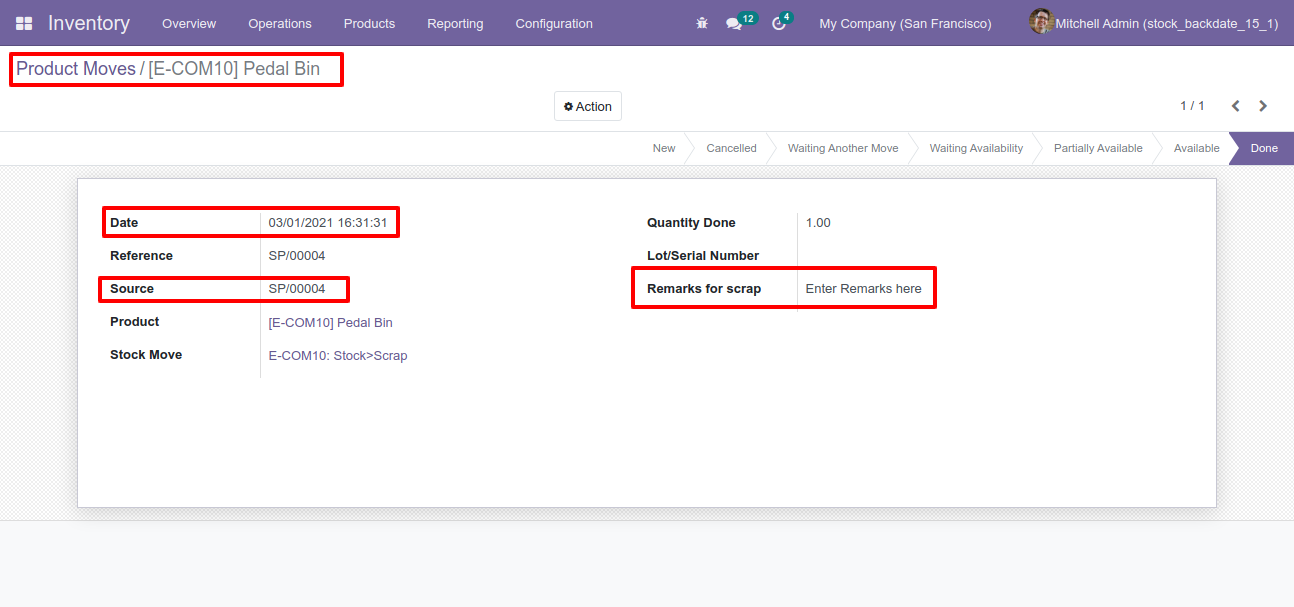 Inventory Overview Operations Products Reporting Configuration 12 4 My Company (San Francisco) Mitchell Admin (stock_backdate_15_1)
Product Moves / [E-COM10] Pedal Bin
Action 1 / 1
New Cancelled Waiting Another Move Waiting Availability Partially Available Available Done
Date 03/01/2021 16:31:31
Reference SP/00004
Source SP/00004
Product [E-COM10] Pedal Bin
Stock Move E-COM10: Stock>Scrap
Quantity Done 1.00
Lot/Serial Number
Remarks for scrap Enter Remarks here